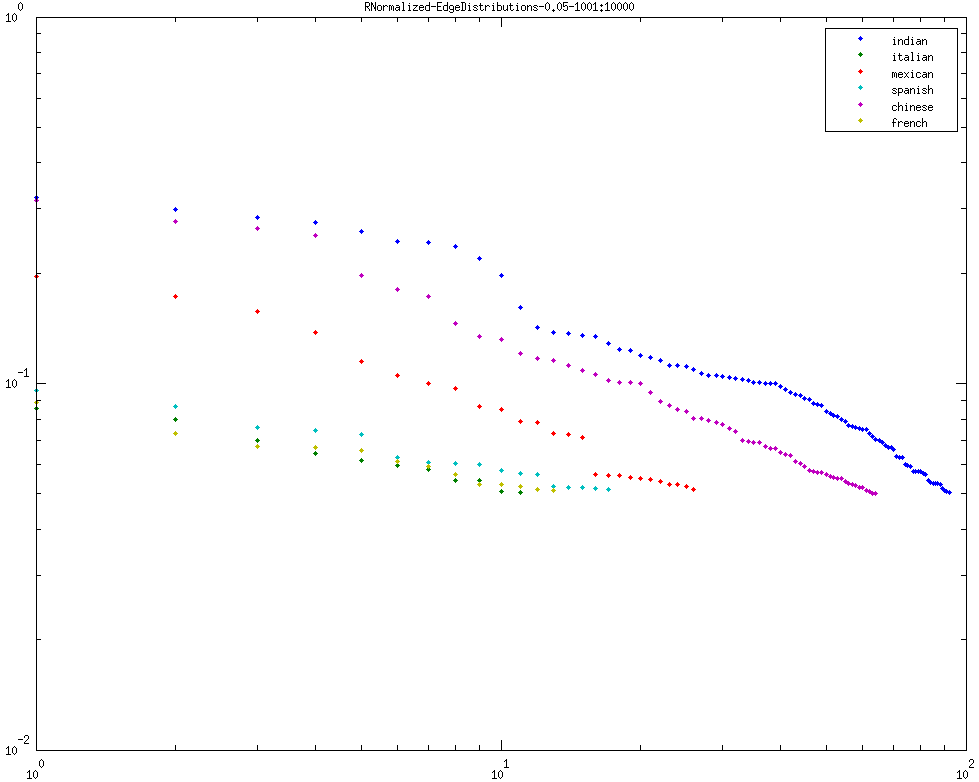 RNormalized-EdgeDistributions-0.05-1001:10000
10^0
indian
italian
mexican
spanish
chinese
french
10^-1
10^-2
10^0 10^1 10^2